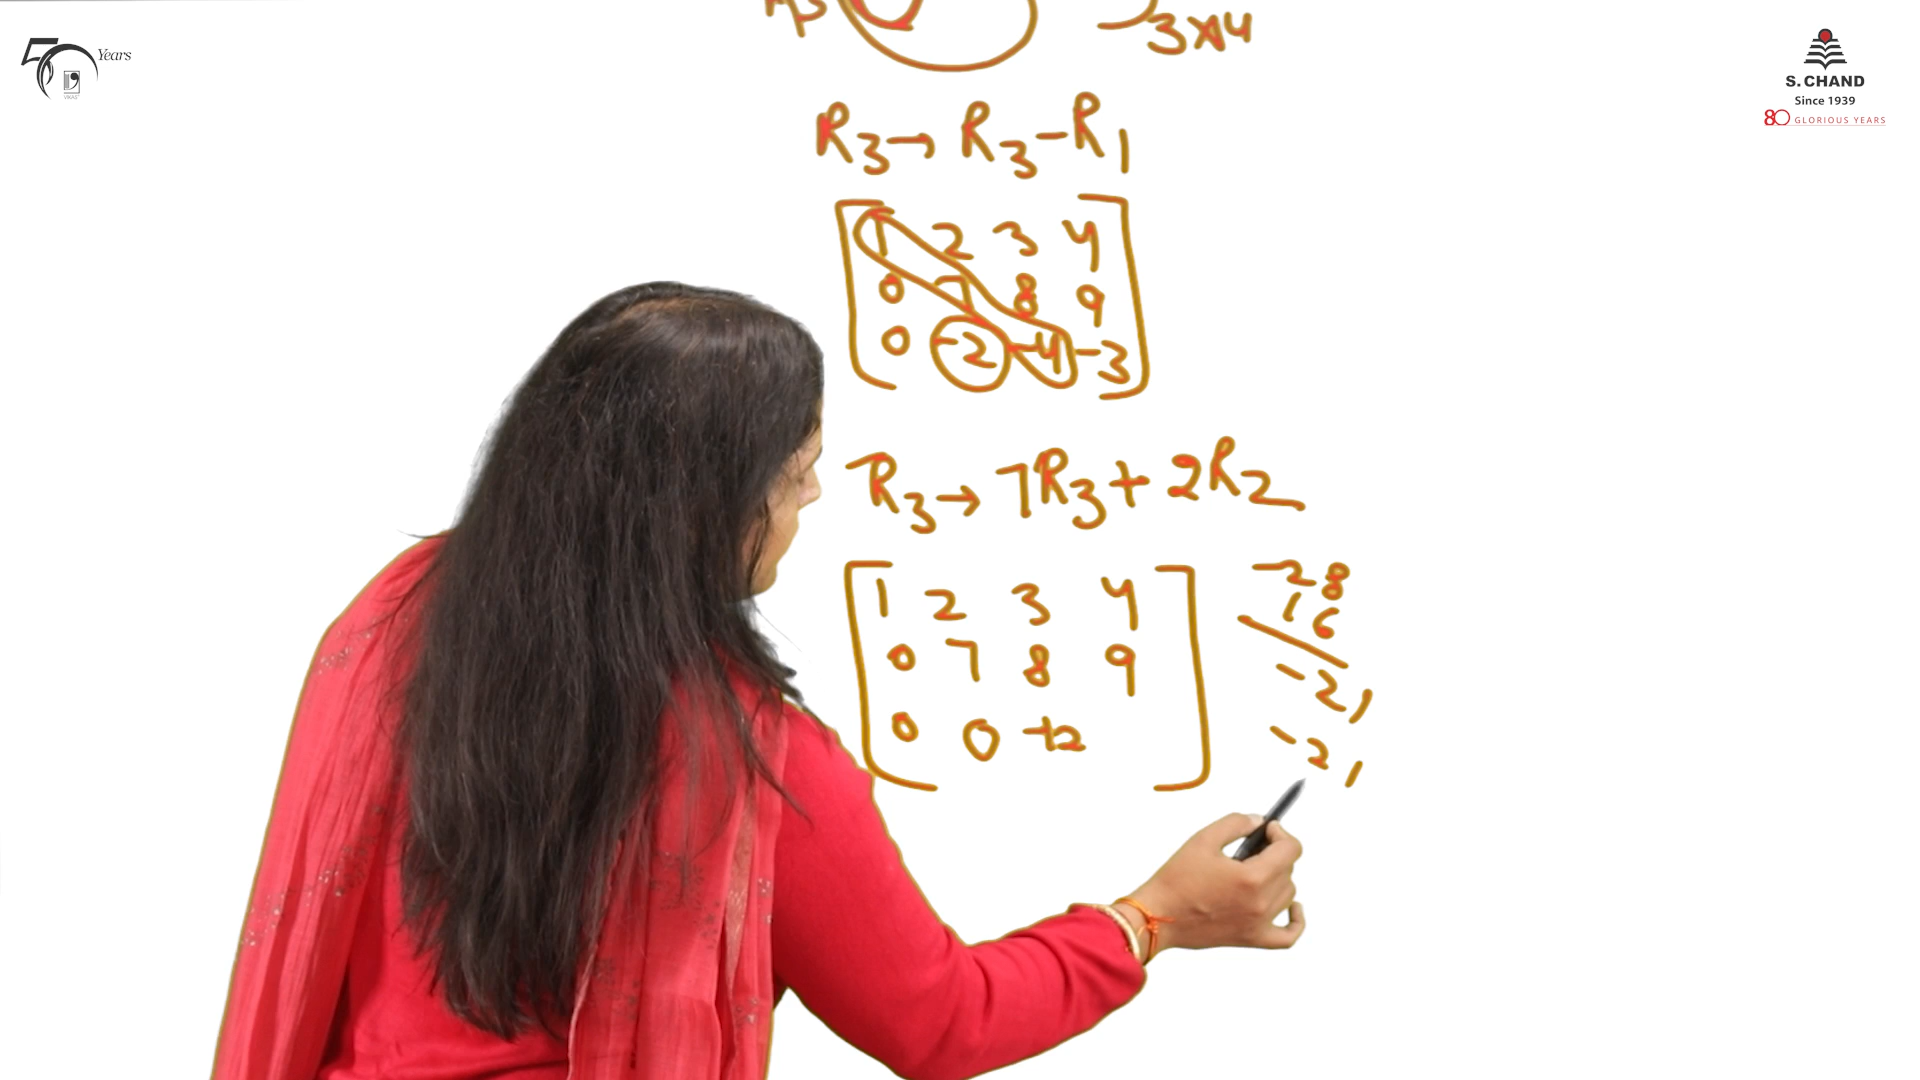 50 Years
VIKAS
S. CHAND
Since 1939
80 GLORIOUS YEARS
3×4
R3→ R3-R1
1 2 3 4
0 7 8 9
0 -2 -4 -3
R3→ 7R3+2R2
1 2 3 4
0 7 8 9
0 0 -12
-28
16
-21
-21